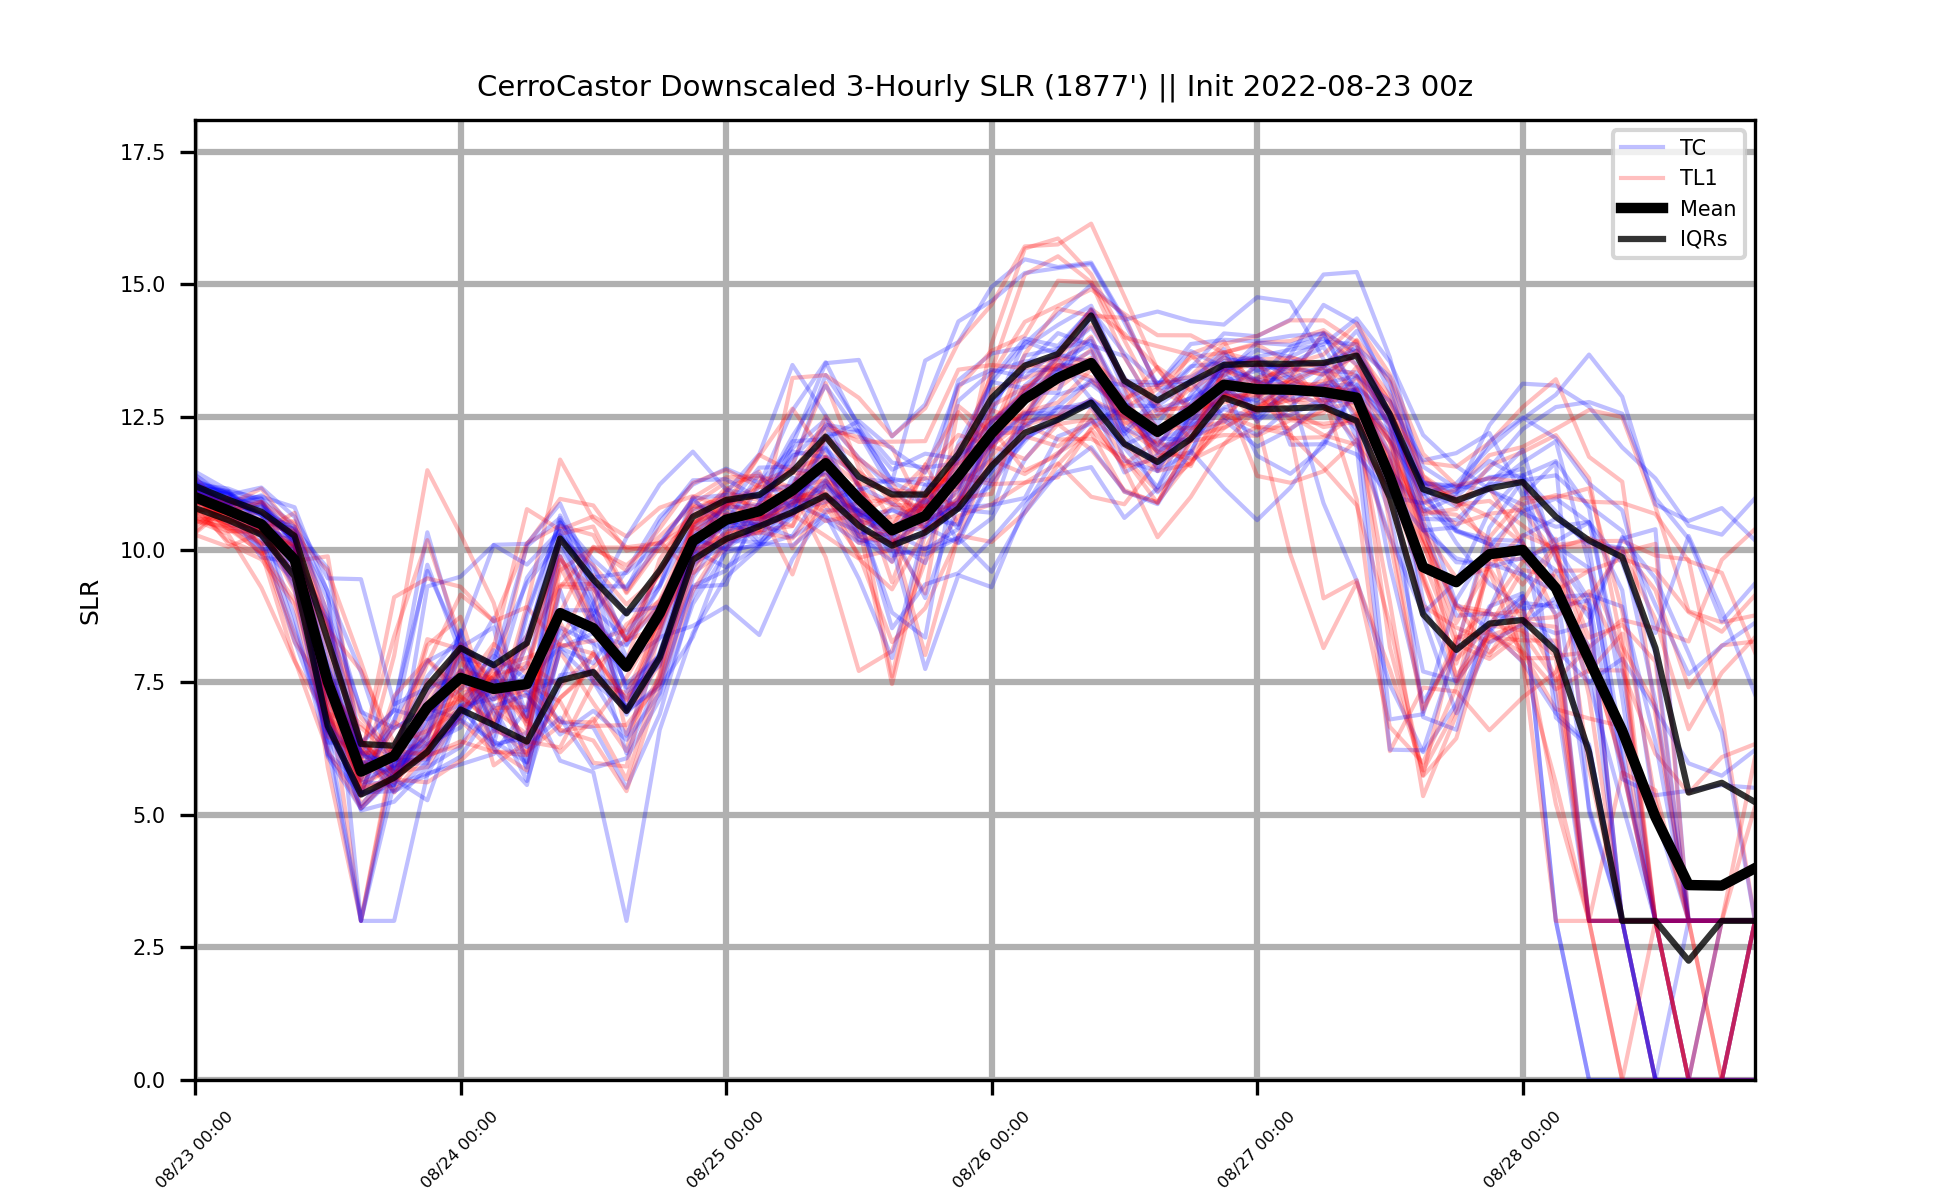 CerroCastor Downscaled 3-Hourly SLR (1877') || Init 2022-08-23 00z
TC
TL1
Mean
IQRs
SLR
17.5
15.0
12.5
10.0
7.5
5.0
2.5
0.0
08/23 00:00
08/24 00:00
08/25 00:00
08/26 00:00
08/27 00:00
08/28 00:00